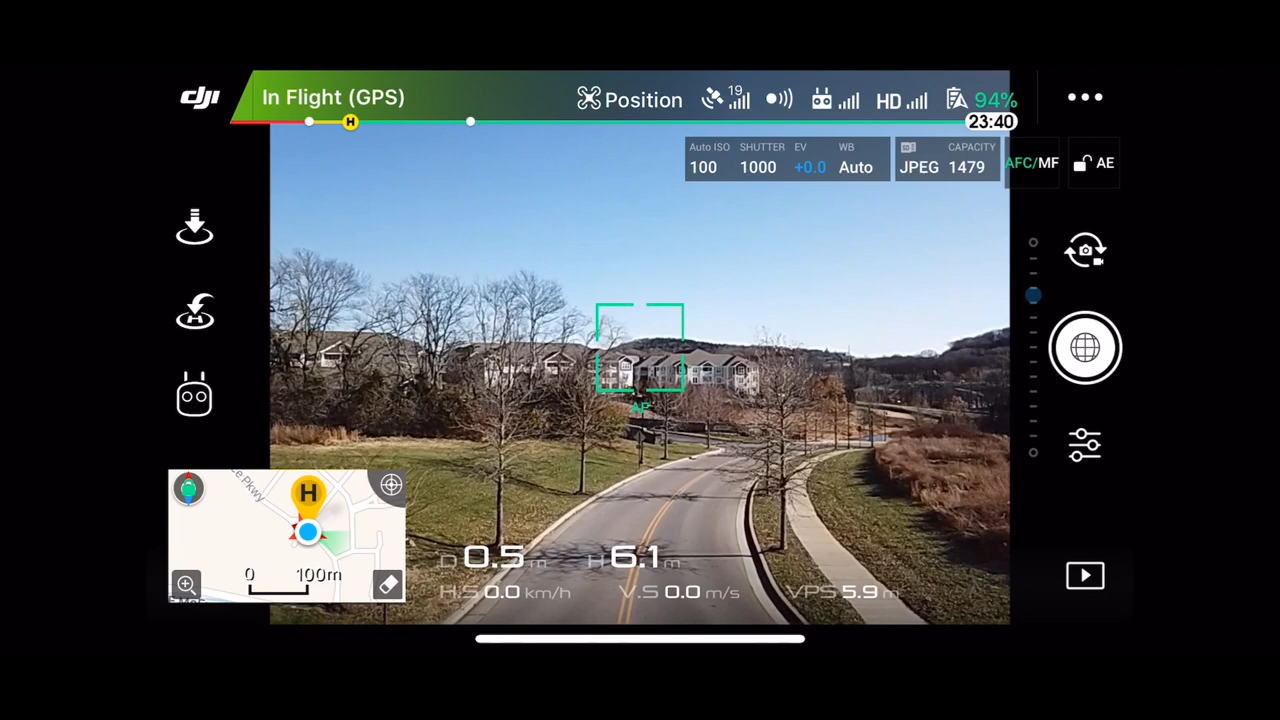 dji
In Flight (GPS)
Position
19
HD
94%
23:40
H
Auto ISO SHUTTER EV WB
100 1000 +0.0 Auto
CAPACITY
JPEG 1479
AFC/MF
AE
H
AF
Pkwy
H
0 100m
D 0.5 m H 6.1 m
H.S 0.0 km/h V.S 0.0 m/s VPS 5.9 m